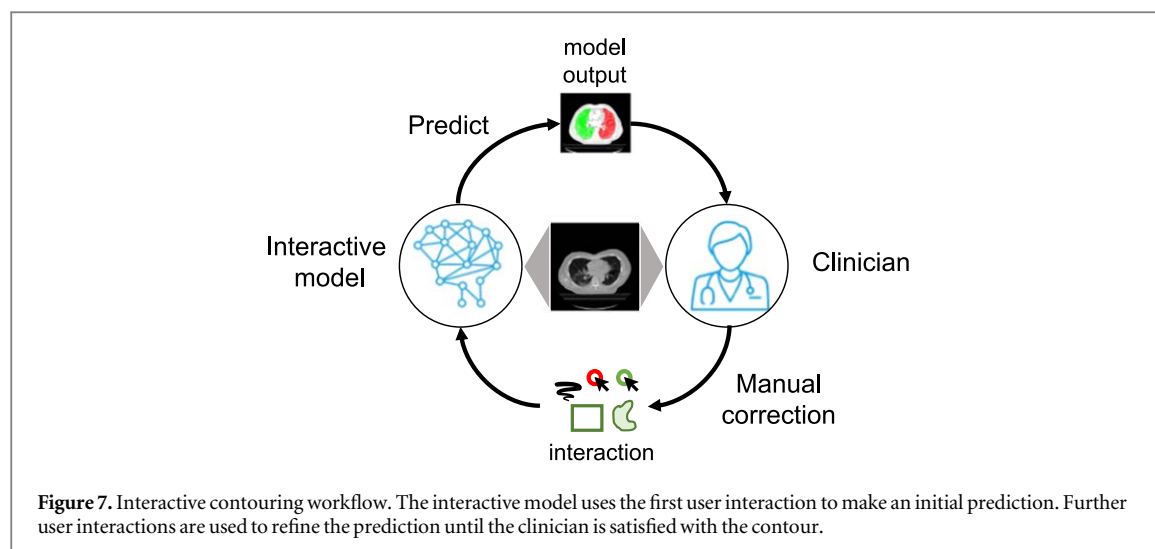 model
output
Predict
Interactive
model
Clinician
Manual
correction
interaction
Figure 7. Interactive contouring workflow. The interactive model uses the first user interaction to make an initial prediction. Further
user interactions are used to refine the prediction until the clinician is satisfied with the contour.